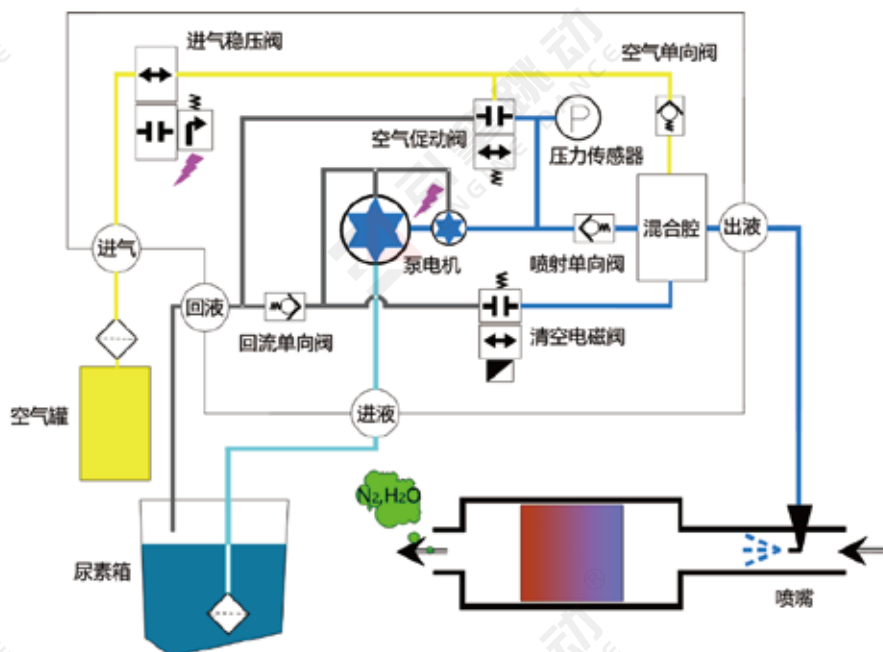 进气稳压阀
空气单向阀
空气促动阀
P
压力传感器
进气
泵电机
喷射单向阀
混合腔
出液
回液
回流单向阀
清空电磁阀
空气罐
进液
N2,H2O
尿素箱
喷嘴